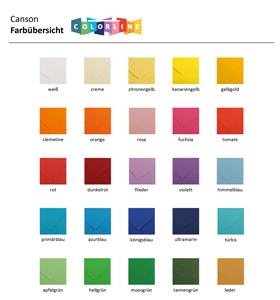 Canson
Farbübersicht COLORLINE
weiß creme zitronengelb kanariengelb gelbgold
clemetine orange rose fuchsia tomate
rot dunkelrot flieder violett himmelblau
primärblau azurblau königsblau ultramarin türkis
apfelgrün hellgrün moosgrün tannengrün leder